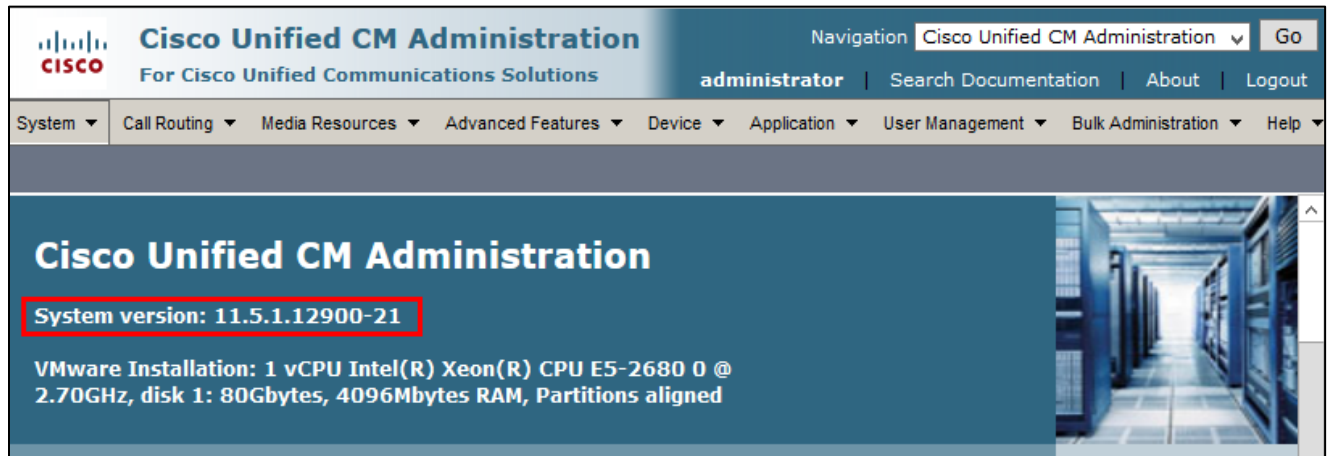 Cisco Unified CM Administration
For Cisco Unified Communications Solutions
Navigation Cisco Unified CM Administration Go
administrator | Search Documentation | About | Logout
CISCO
System Call Routing Media Resources Advanced Features Device Application User Management Bulk Administration Help
Cisco Unified CM Administration
System version: 11.5.1.12900-21
VMware Installation: 1 vCPU Intel(R) Xeon(R) CPU E5-2680 0 @
2.70GHz, disk 1: 80Gbytes, 4096Mbytes RAM, Partitions aligned